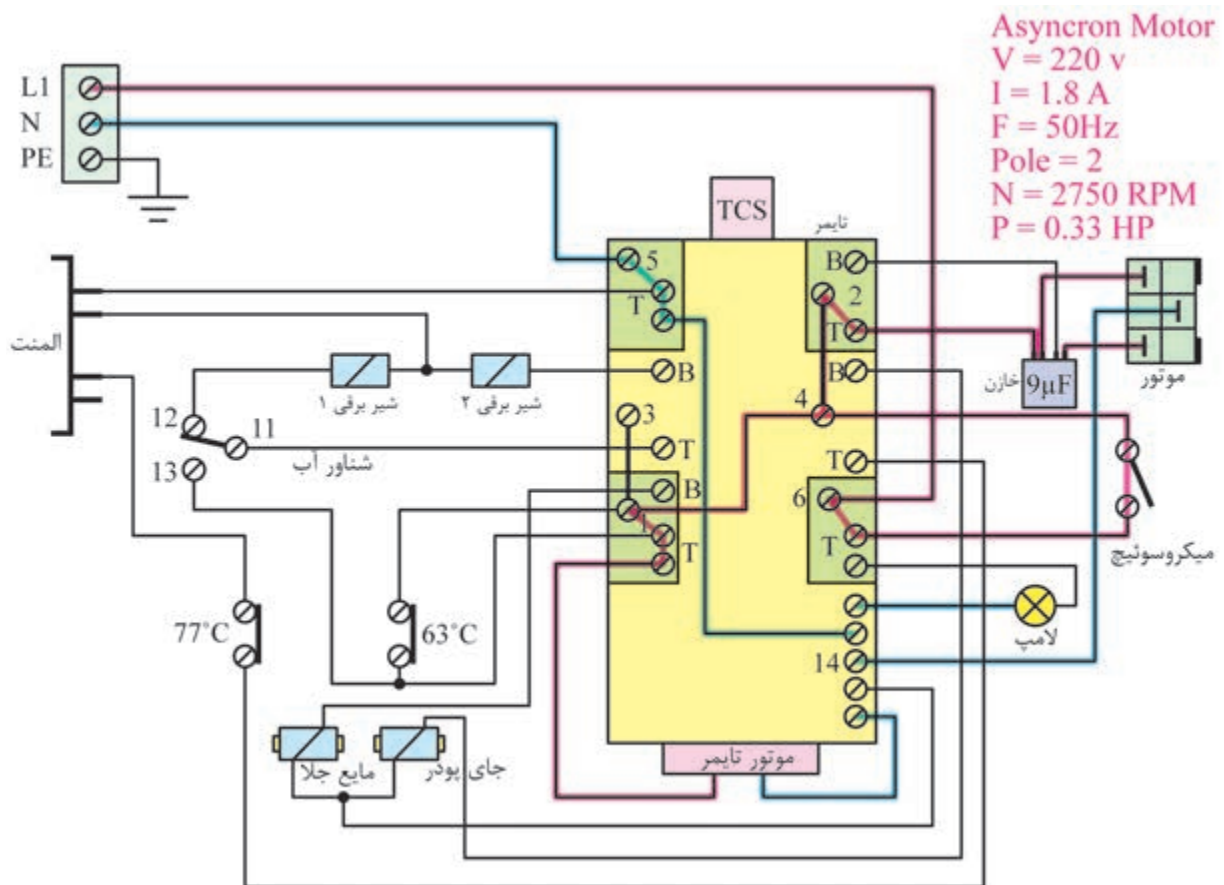 Asyncron Motor
V = 220 v
I = 1.8 A
F = 50Hz
Pole = 2
N = 2750 RPM
P = 0.33 HP
L1
N
PE
TCS
تایمر
5
T
B
2
T
B
المنت
شیر برقی ۱
شیر برقی ۲
B
9µF
خازن
موتور
12
11
13
شناور آب
3
T
4
T
B
1
T
6
T
میکروسوئیچ
77°C
63°C
لامپ
14
مایع جلا
جای پودر
موتور تایمر